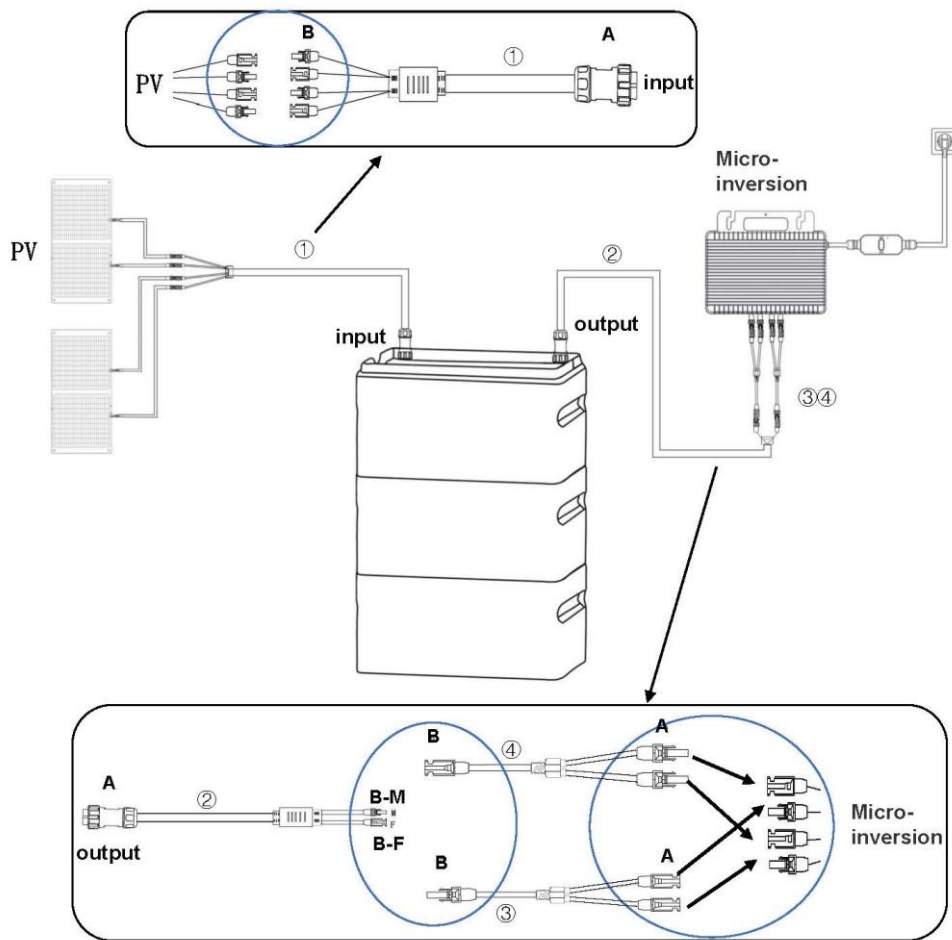 B
A
①
PV
input
Micro-
inversion
PV
①
②
input
output
③④
A
②
output
B
B-M
M
B-F
F
④
A
B
③
A
Micro-
inversion